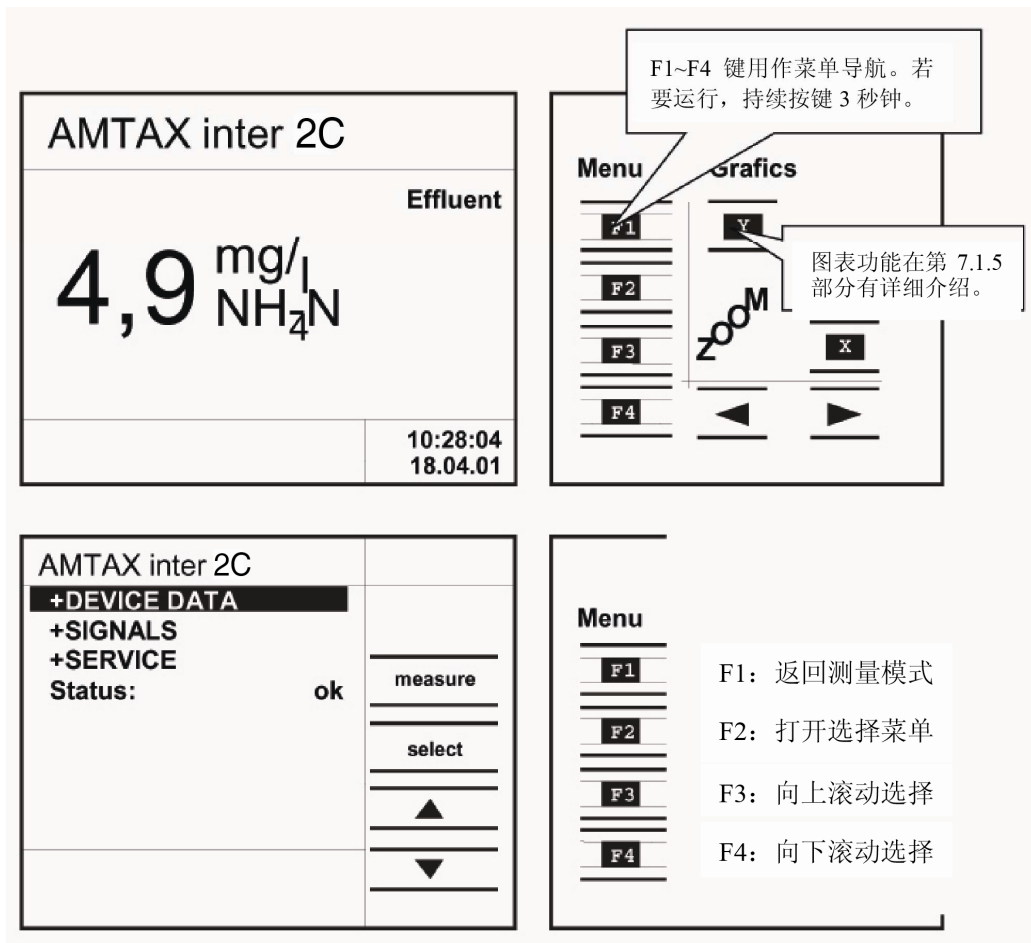 F1~F4 键用作菜单导航。若
要运行，持续按键 3 秒钟。
AMTAX inter 2C
Effluent
4,9 mg/l
NH4N
10:28:04
18.04.01
Menu
Grafics
F1
Y
图表功能在第 7.1.5
部分有详细介绍。
F2
ZOOM
F3
X
F4
AMTAX inter 2C
+DEVICE DATA
+SIGNALS
+SERVICE
Status: ok
measure
select
Menu
F1
F1：返回测量模式
F2
F2：打开选择菜单
F3
F3：向上滚动选择
F4
F4：向下滚动选择